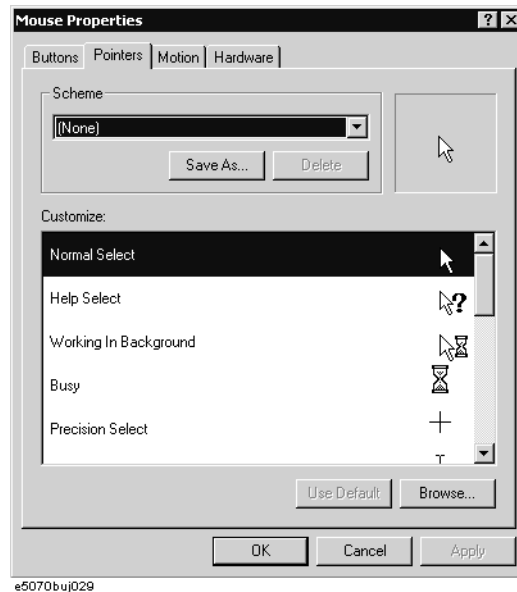 Mouse Properties
Buttons Pointers Motion Hardware
Scheme
(None)
Save As... Delete
Customize:
Normal Select
Help Select
Working In Background
Busy
Precision Select
Use Default Browse...
OK Cancel Apply
e5070buj029